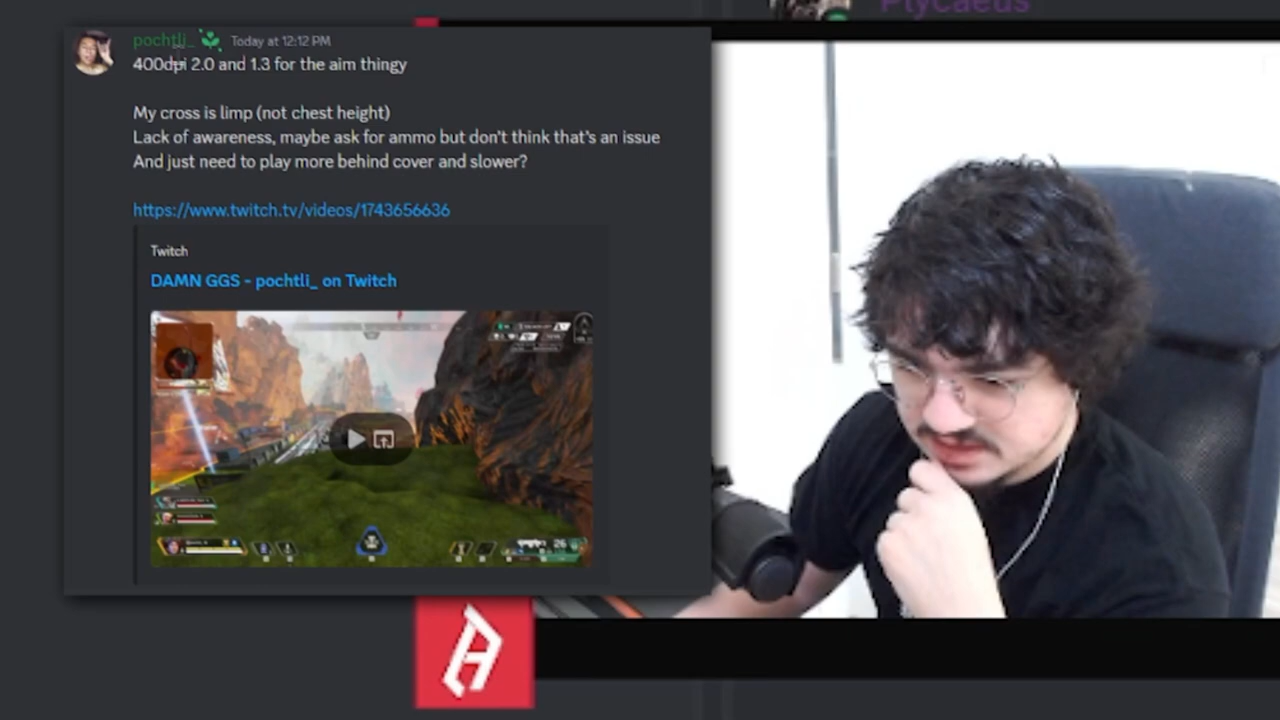 Plycaeus
pochtli_ Today at 12:12 PM
400dpi 2.0 and 1.3 for the aim thingy
My cross is limp (not chest height)
Lack of awareness, maybe ask for ammo but don't think that's an issue
And just need to play more behind cover and slower?
https://www.twitch.tv/videos/1743656636
Twitch
DAMN GGS - pochtli_ on Twitch
26